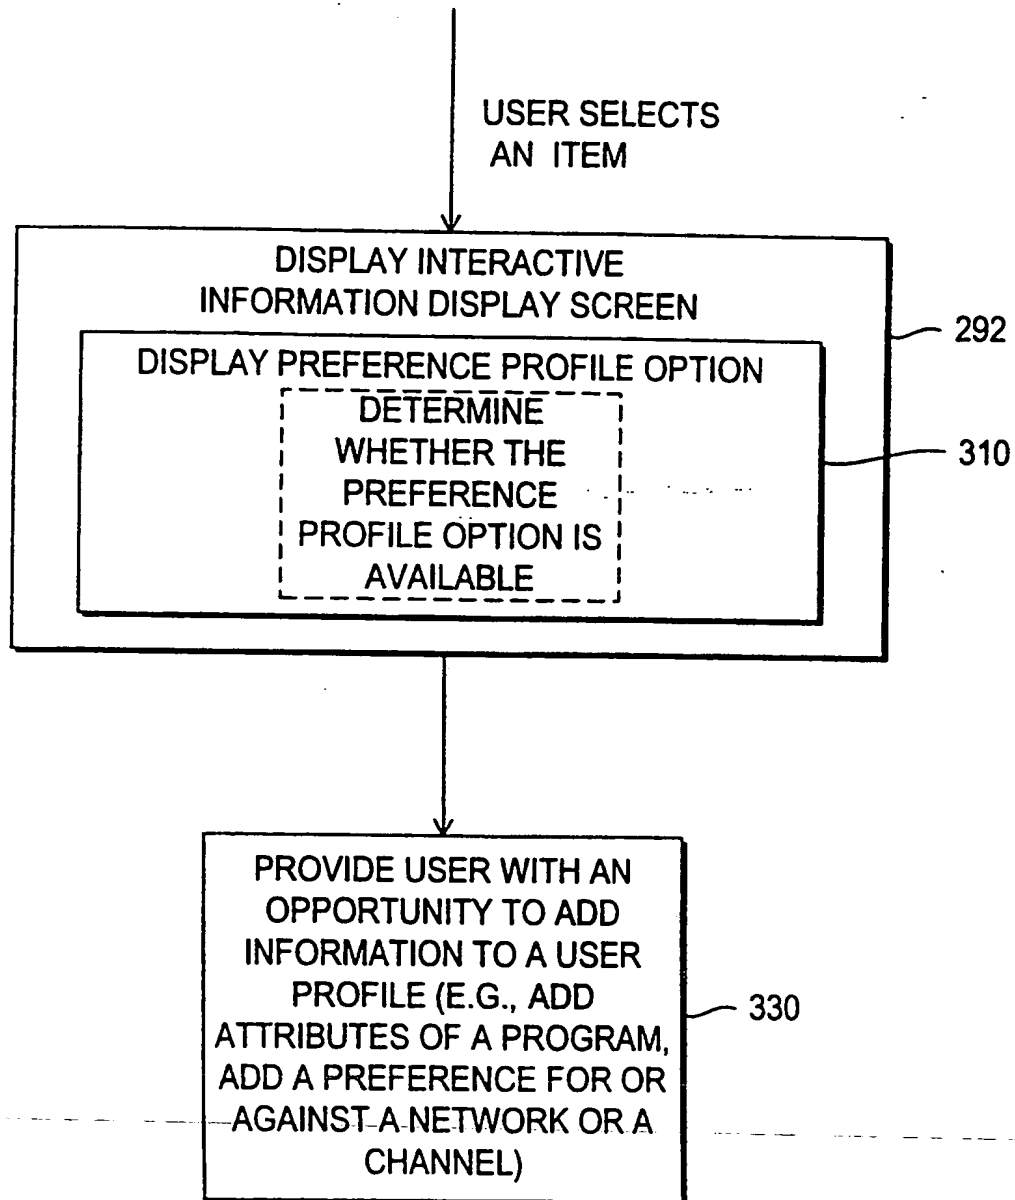 USER SELECTS
AN ITEM
DISPLAY INTERACTIVE
INFORMATION DISPLAY SCREEN
292
DISPLAY PREFERENCE PROFILE OPTION
DETERMINE
WHETHER THE
PREFERENCE
PROFILE OPTION IS
AVAILABLE
310
PROVIDE USER WITH AN
OPPORTUNITY TO ADD
INFORMATION TO A USER
PROFILE (E.G., ADD
ATTRIBUTES OF A PROGRAM,
ADD A PREFERENCE FOR OR
AGAINST A NETWORK OR A
CHANNEL)
330